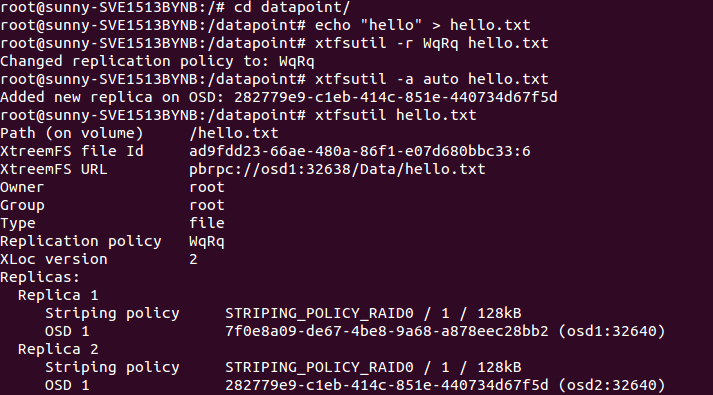 root@sunny-SVE1513BYNB:/# cd datapoint/
root@sunny-SVE1513BYNB:/datapoint# echo "hello" > hello.txt
root@sunny-SVE1513BYNB:/datapoint# xtfsutil -r WqRq hello.txt
Changed replication policy to: WqRq
root@sunny-SVE1513BYNB:/datapoint# xtfsutil -a auto hello.txt
Added new replica on OSD: 282779e9-c1eb-414c-851e-440734d67f5d
root@sunny-SVE1513BYNB:/datapoint# xtfsutil hello.txt
Path (on volume)     /hello.txt
XtreemFS file Id     ad9fdd23-66ae-480a-86f1-e07d680bbc33:6
XtreemFS URL         pbrpc://osd1:32638/Data/hello.txt
Owner                root
Group                root
Type                 file
Replication policy   WqRq
XLoc version         2
Replicas:
  Replica 1
     Striping policy     STRIPING_POLICY_RAID0 / 1 / 128kB
     OSD 1               7f0e8a09-de67-4be8-9a68-a878eec28bb2 (osd1:32640)
  Replica 2
     Striping policy     STRIPING_POLICY_RAID0 / 1 / 128kB
     OSD 1               282779e9-c1eb-414c-851e-440734d67f5d (osd2:32640)